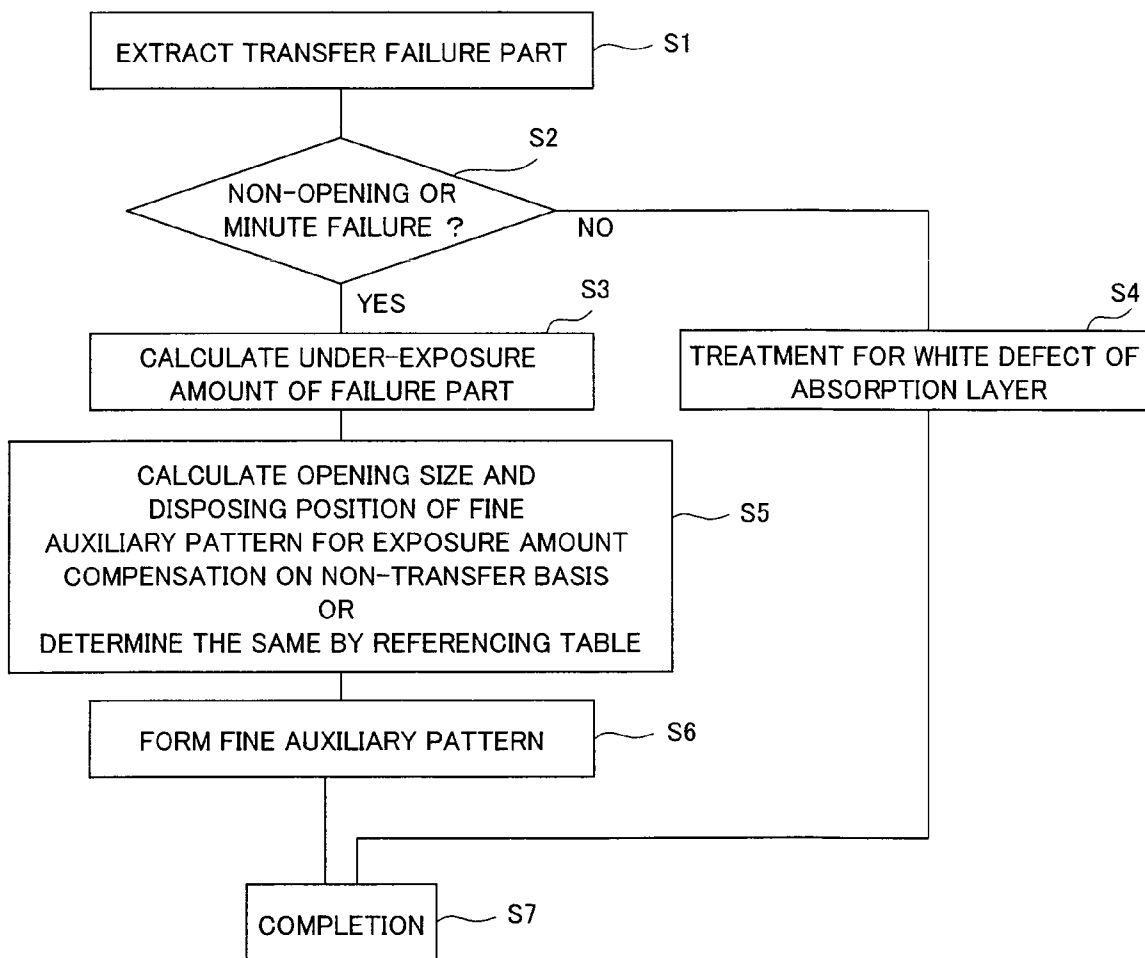 EXTRACT TRANSFER FAILURE PART
S1
S2
NON-OPENING OR
MINUTE FAILURE ?
NO
YES
S3
CALCULATE UNDER-EXPOSURE
AMOUNT OF FAILURE PART
S4
TREATMENT FOR WHITE DEFECT OF
ABSORPTION LAYER
CALCULATE OPENING SIZE AND
DISPOSING POSITION OF FINE
AUXILIARY PATTERN FOR EXPOSURE AMOUNT
COMPENSATION ON NON-TRANSFER BASIS
OR
DETERMINE THE SAME BY REFERENCING TABLE
S5
FORM FINE AUXILIARY PATTERN
S6
COMPLETION
S7